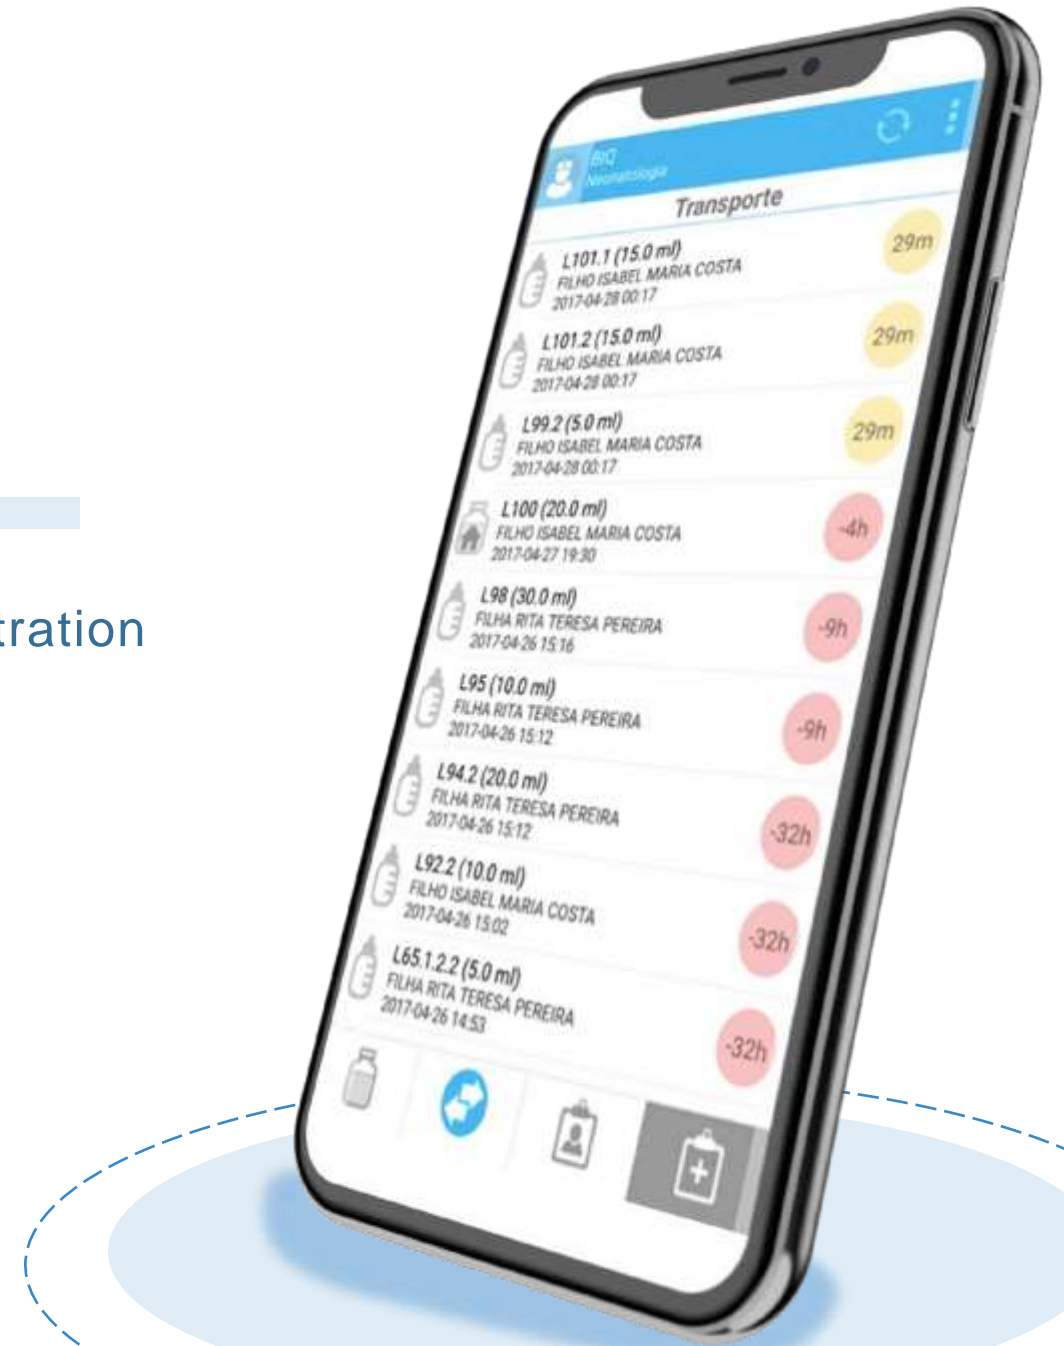 tration
BIQ
Neonatologia
Transporte
L101.1 (15.0 ml)
FILHO ISABEL MARIA COSTA
2017-04-28 00:17
29m
L101.2 (15.0 ml)
FILHO ISABEL MARIA COSTA
2017-04-28 00:17
29m
L99.2 (5.0 ml)
FILHO ISABEL MARIA COSTA
2017-04-28 00:17
29m
L100 (20.0 ml)
FILHO ISABEL MARIA COSTA
2017-04-27 19:30
-4h
L98 (30.0 ml)
FILHA RITA TERESA PEREIRA
2017-04-26 15:16
-9h
L95 (10.0 ml)
FILHA RITA TERESA PEREIRA
2017-04-26 15:12
-9h
L94.2 (20.0 ml)
FILHA RITA TERESA PEREIRA
2017-04-26 15:12
-32h
L92.2 (10.0 ml)
FILHO ISABEL MARIA COSTA
2017-04-26 15:02
-32h
L65.1.2.2 (5.0 ml)
FILHA RITA TERESA PEREIRA
2017-04-26 14:53
-32h